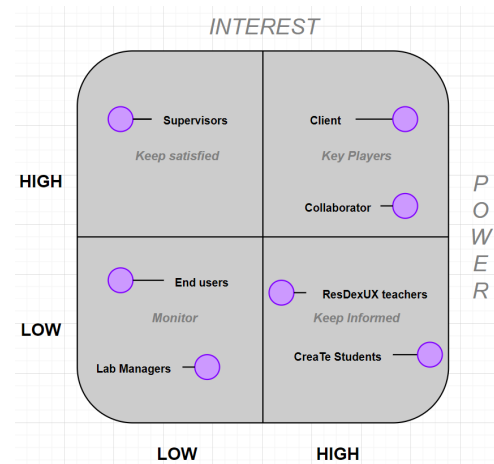 INTEREST
Supervisors
Client
Keep satisfied
Key Players
HIGH
Collaborator
POWER
End users
ResDexUX teachers
Monitor
Keep Informed
LOW
CreaTe Students
Lab Managers
LOW
HIGH